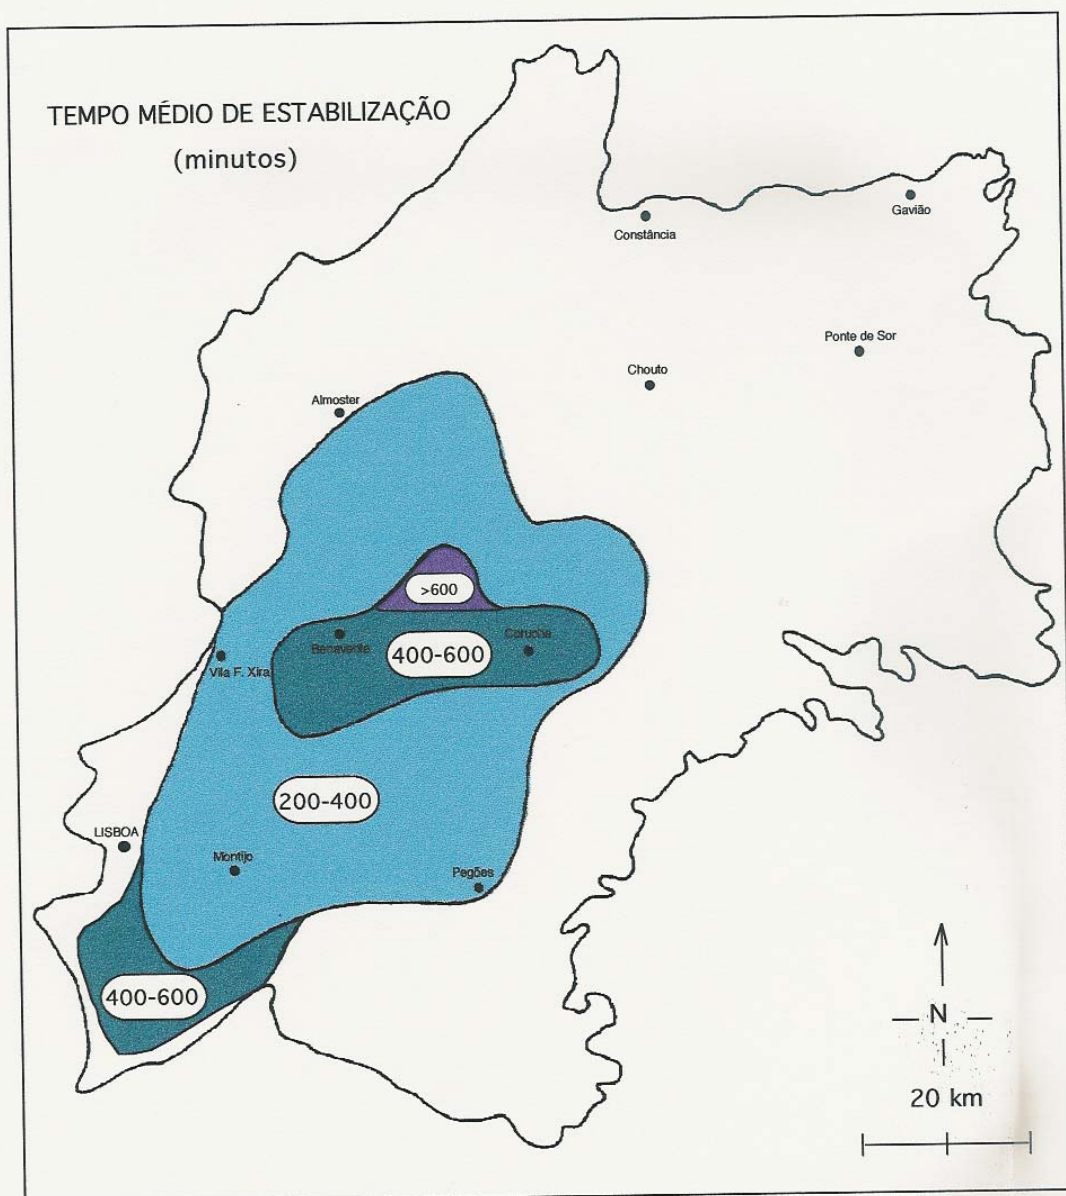 TEMPO MÉDIO DE ESTABILIZAÇÃO
(minutos)
Gavião
Constância
Ponte de Sor
Chouto
Almoster
>600
Benavente
400-600
Coruche
Vila F. Xira
200-400
LISBOA
Montijo
Pegões
400-600
N
20 km